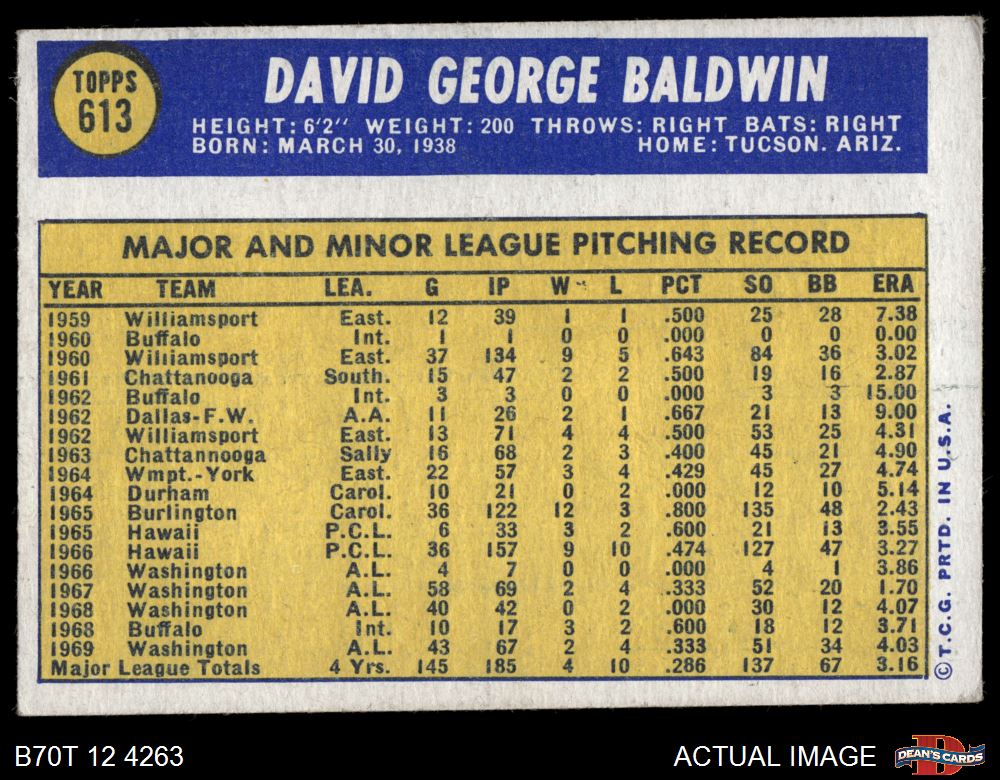 TOPPS
613
DAVID GEORGE BALDWIN
HEIGHT: 6'2" WEIGHT: 200 THROWS: RIGHT BATS: RIGHT
BORN: MARCH 30, 1938 HOME: TUCSON. ARIZ.
MAJOR AND MINOR LEAGUE PITCHING RECORD
YEAR TEAM LEA. G IP W L PCT SO BB ERA
1959 Williamsport East. 12 39 1 1 .500 25 28 7.38
1960 Buffalo Int. 1 1 0 0 .000 0 0 0.00
1960 Williamsport East. 37 134 9 5 .643 84 36 3.02
1961 Chattanooga South. 15 47 2 2 .500 19 16 2.87
1962 Buffalo Int. 3 3 0 0 .000 3 3 15.00
1962 Dallas-F.W. A.A. 11 26 2 1 .667 21 13 9.00
1962 Williamsport East. 13 71 4 4 .500 53 25 4.31
1963 Chattannooga Sally 16 68 2 3 .400 45 21 4.90
1964 Wmpt.-York East. 22 57 3 4 .429 45 27 4.74
1964 Durham Carol. 10 21 0 2 .000 12 10 5.14
1965 Burlington Carol. 36 122 12 3 .800 135 48 2.43
1965 Hawaii P.C.L. 6 33 3 2 .600 21 13 3.55
1966 Hawaii P.C.L. 36 157 9 10 .474 127 47 3.27
1966 Washington A.L. 4 7 0 0 .000 4 1 3.86
1967 Washington A.L. 58 69 2 4 .333 52 20 1.70
1968 Washington A.L. 40 42 0 2 .000 30 12 4.07
1968 Buffalo Int. 10 17 3 2 .600 18 12 3.71
1969 Washington A.L. 43 67 2 4 .333 51 34 4.03
Major League Totals 4 Yrs. 145 185 4 10 .286 137 67 3.16
© T.C.G. PRTD. IN U.S.A.
B70T 12 4263
ACTUAL IMAGE
D
DEAN'S CARDS